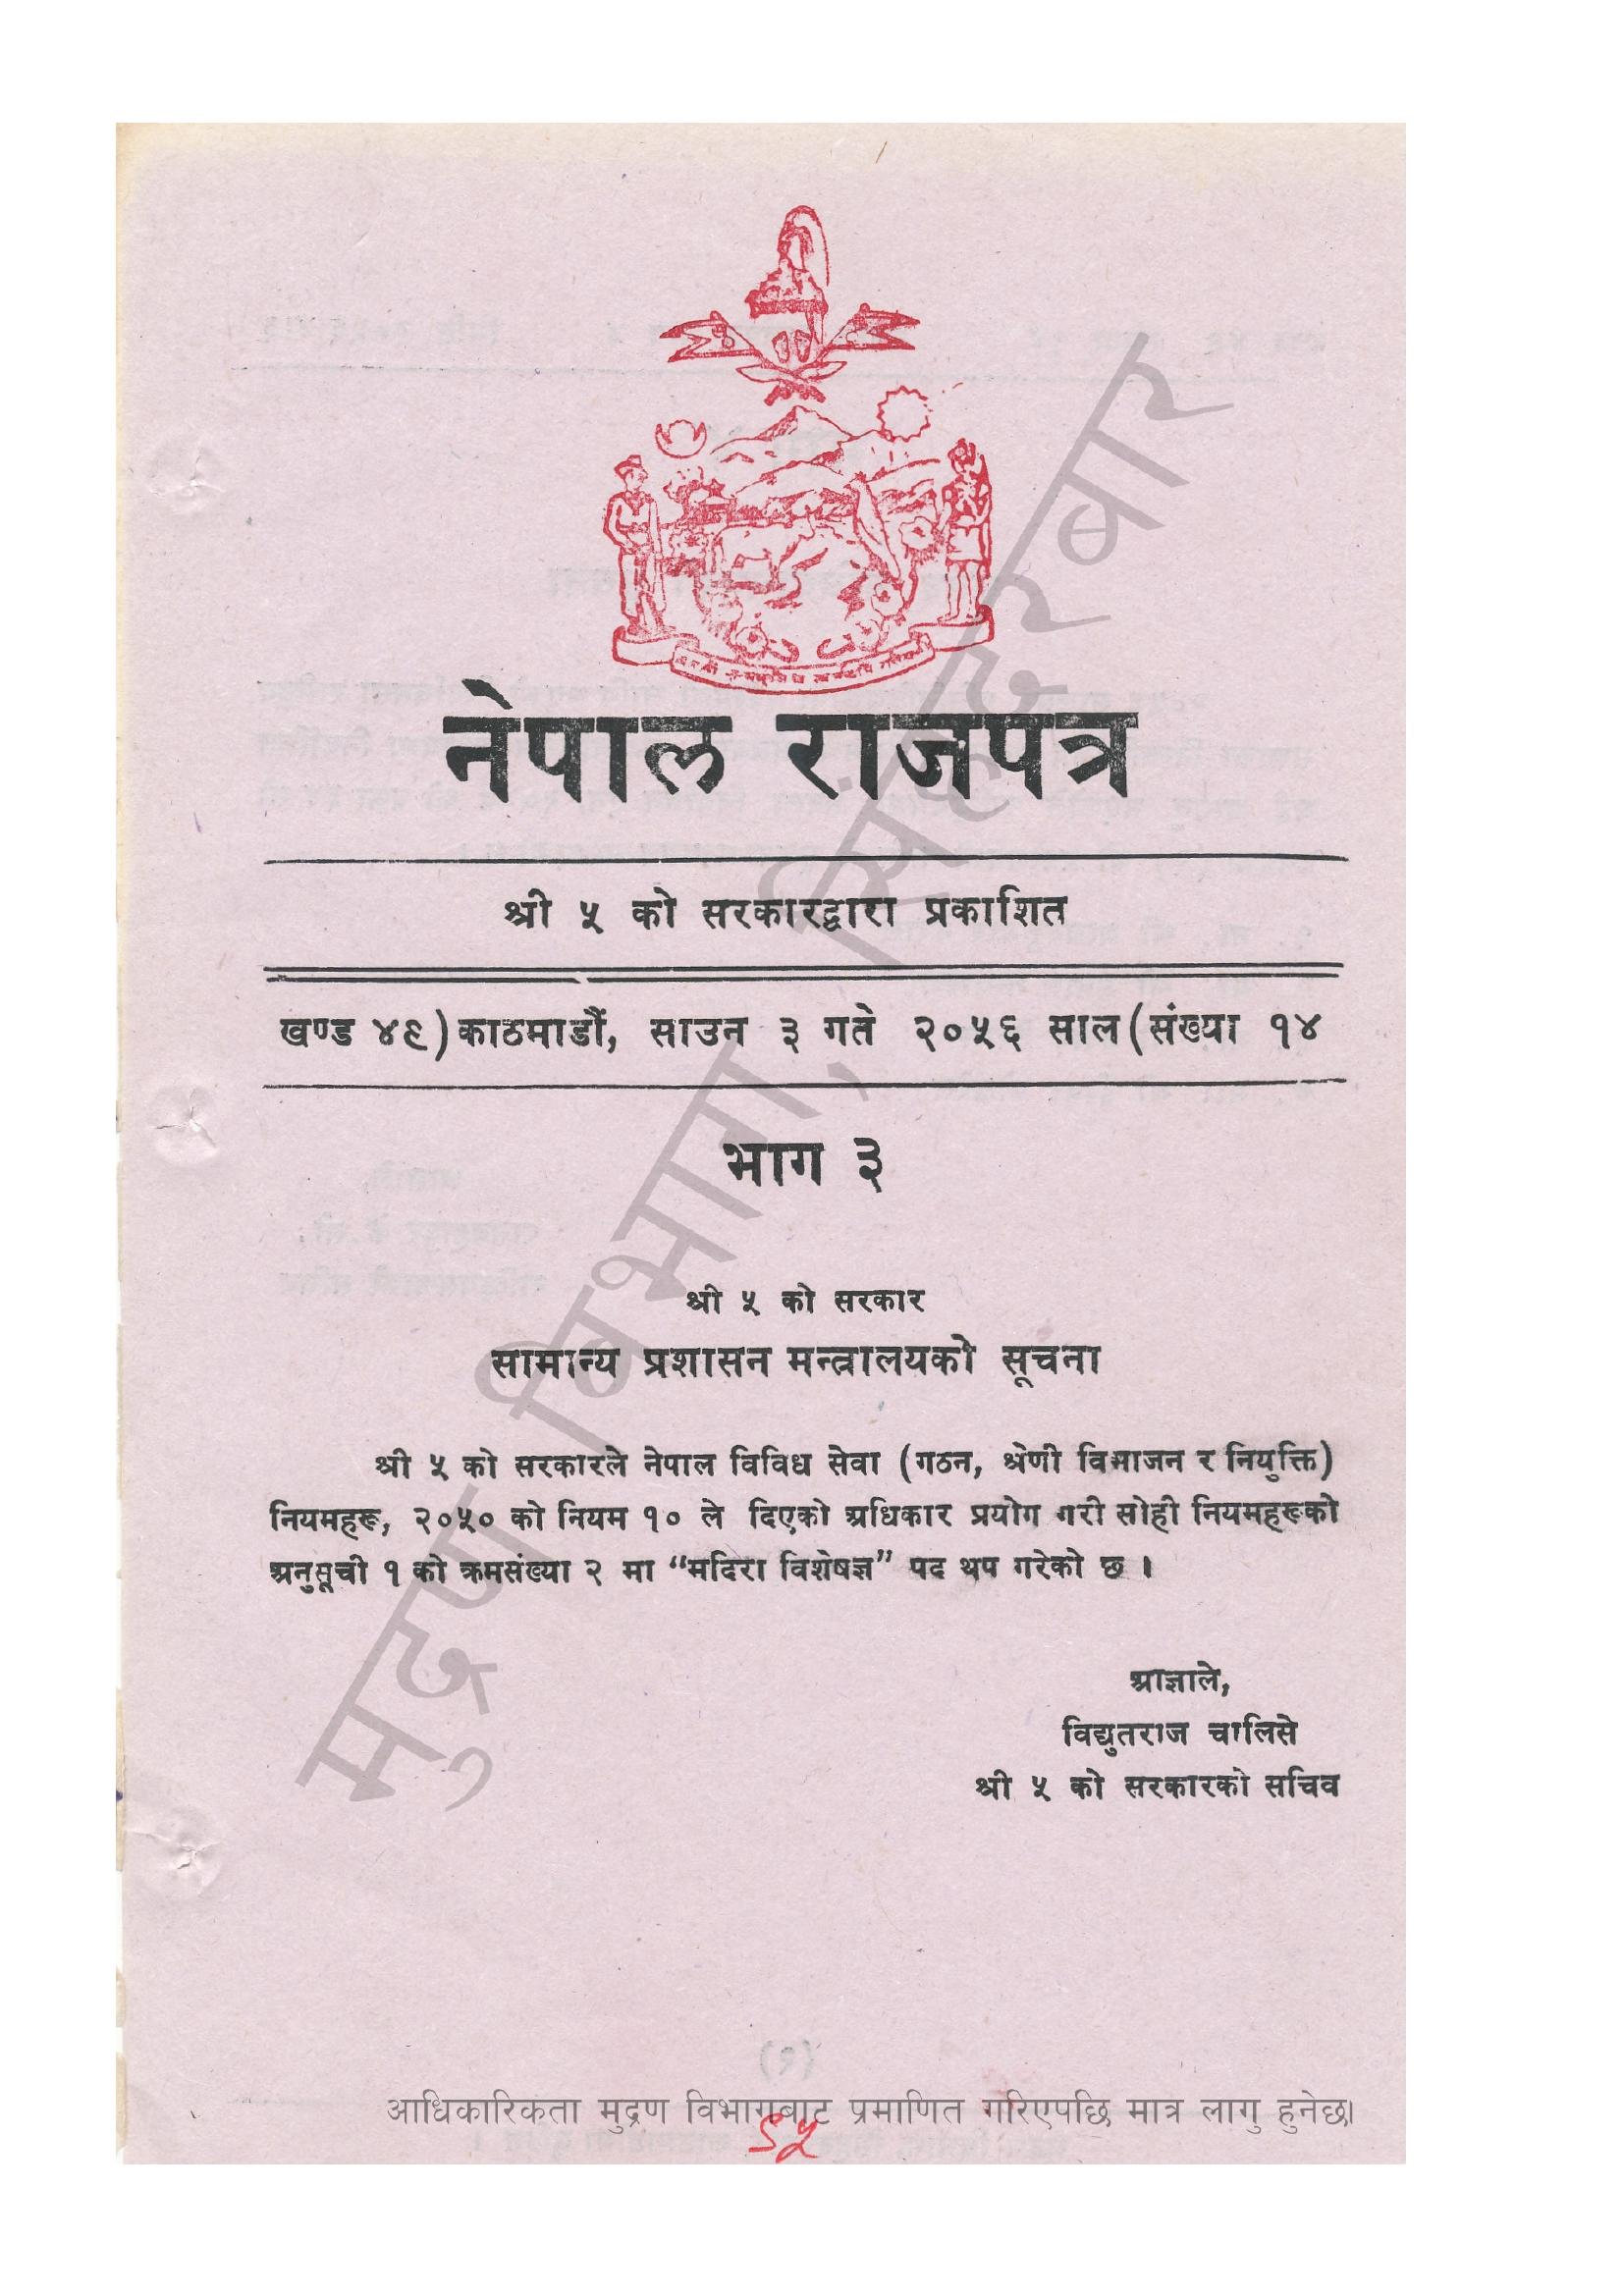 नेपाल राजपत्र
श्री ५ को सरकारद्वारा प्रकाशित
खण्ड ४९) काठमाडौं, साउन ३ गते २०५६ साल (संख्या १४
भाग ३
श्री ५ को सरकार
सामान्य प्रशासन मन्त्रालयको सूचना
श्री ५ को सरकारले नेपाल विविध सेवा (गठन, श्रेणी विभाजन र नियुक्ति)
नियमहरू, २०५० को नियम १० ले दिएको अधिकार प्रयोग गरी सोही नियमहरूको
अनुसूची १ को क्रमसंख्या २ मा “मदिरा विशेषज्ञ” पद थप गरेको छ ।
आज्ञाले,
विद्युतराज चालिसे
श्री ५ को सरकारको सचिव
मुद्रण विभाग, सिंहदरबार
आधिकारिकता मुद्रण विभागबाट प्रमाणित गरिएपछि मात्र लागु हुनेछ।